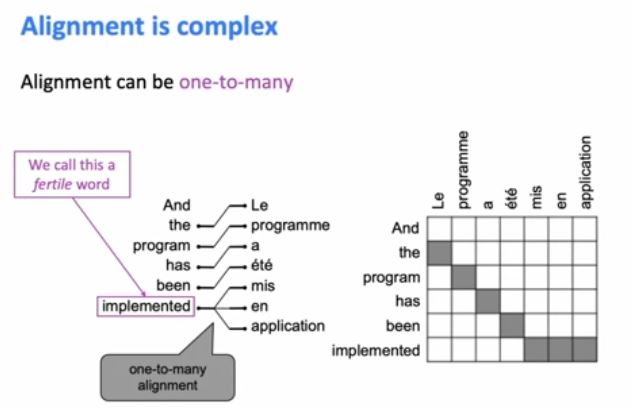 Alignment is complex
Alignment can be one-to-many
We call this a
fertile word
And
the
program
has
been
implemented
Le
programme
a
été
mis
en
application
one-to-many
alignment
Le
programme
a
été
mis
en
application
And
the
program
has
been
implemented